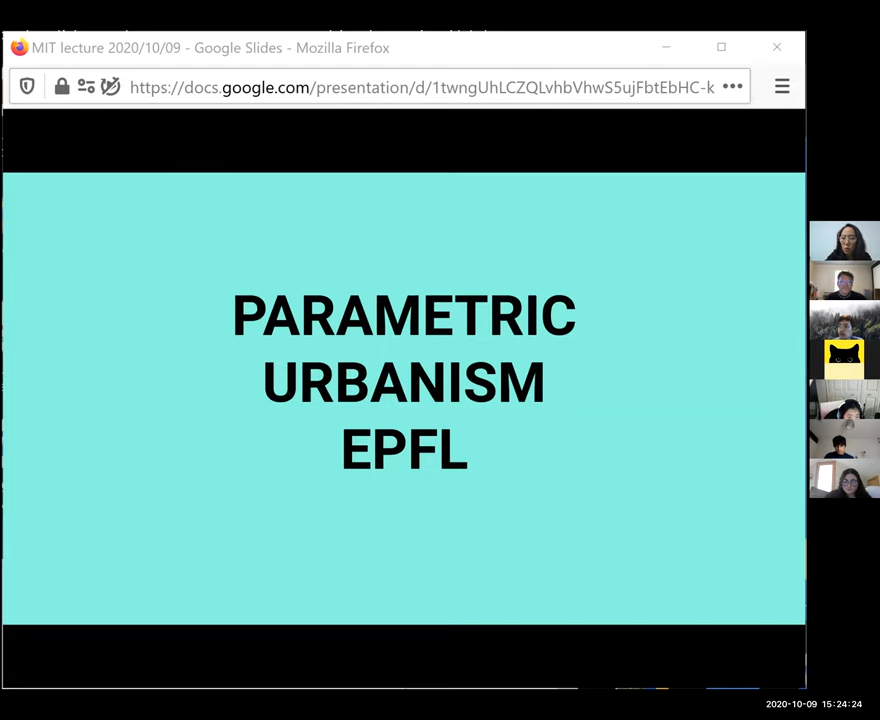 MIT lecture 2020/10/09 - Google Slides - Mozilla Firefox
https://docs.google.com/presentation/d/1twngUhLCZQLvhbVhwS5ujFbtEbHC-k
PARAMETRIC
URBANISM
EPFL
2020-10-09 15:24:24